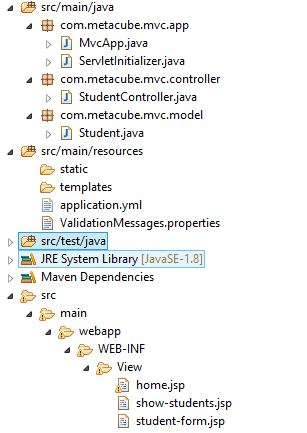 src/main/java
com.metacube.mvc.app
MvcApp.java
ServletInitializer.java
com.metacube.mvc.controller
StudentController.java
com.metacube.mvc.model
Student.java
src/main/resources
static
templates
application.yml
ValidationMessages.properties
src/test/java
JRE System Library [JavaSE-1.8]
Maven Dependencies
src
main
webapp
WEB-INF
View
home.jsp
show-students.jsp
student-form.jsp